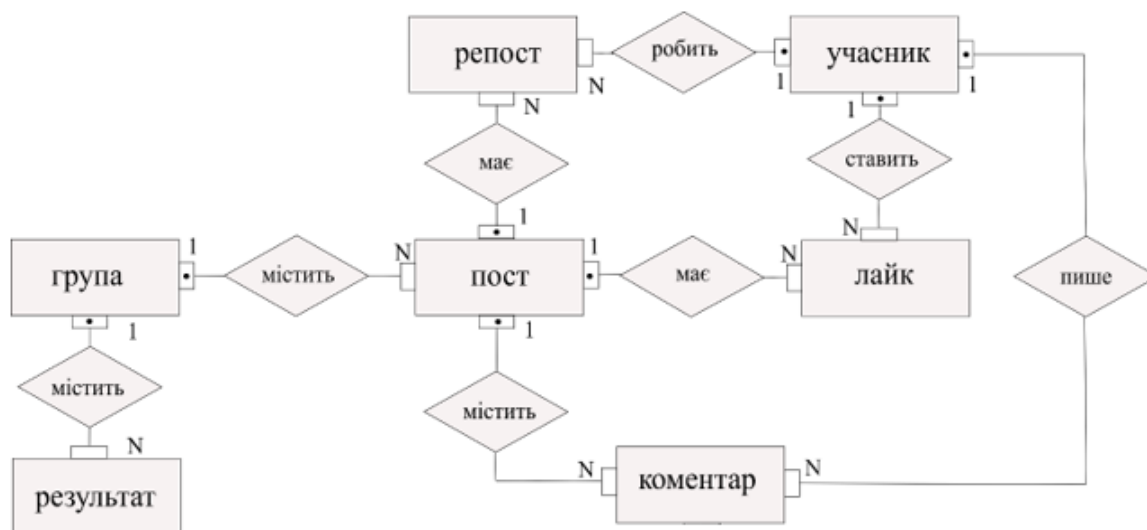 репост
N
робить
1
учасник
1
N
1
має
ставить
1
N
група
1
містить
N
пост
1
має
N
лайк
пише
1
1
містить
містить
N
результат
N
коментар
N